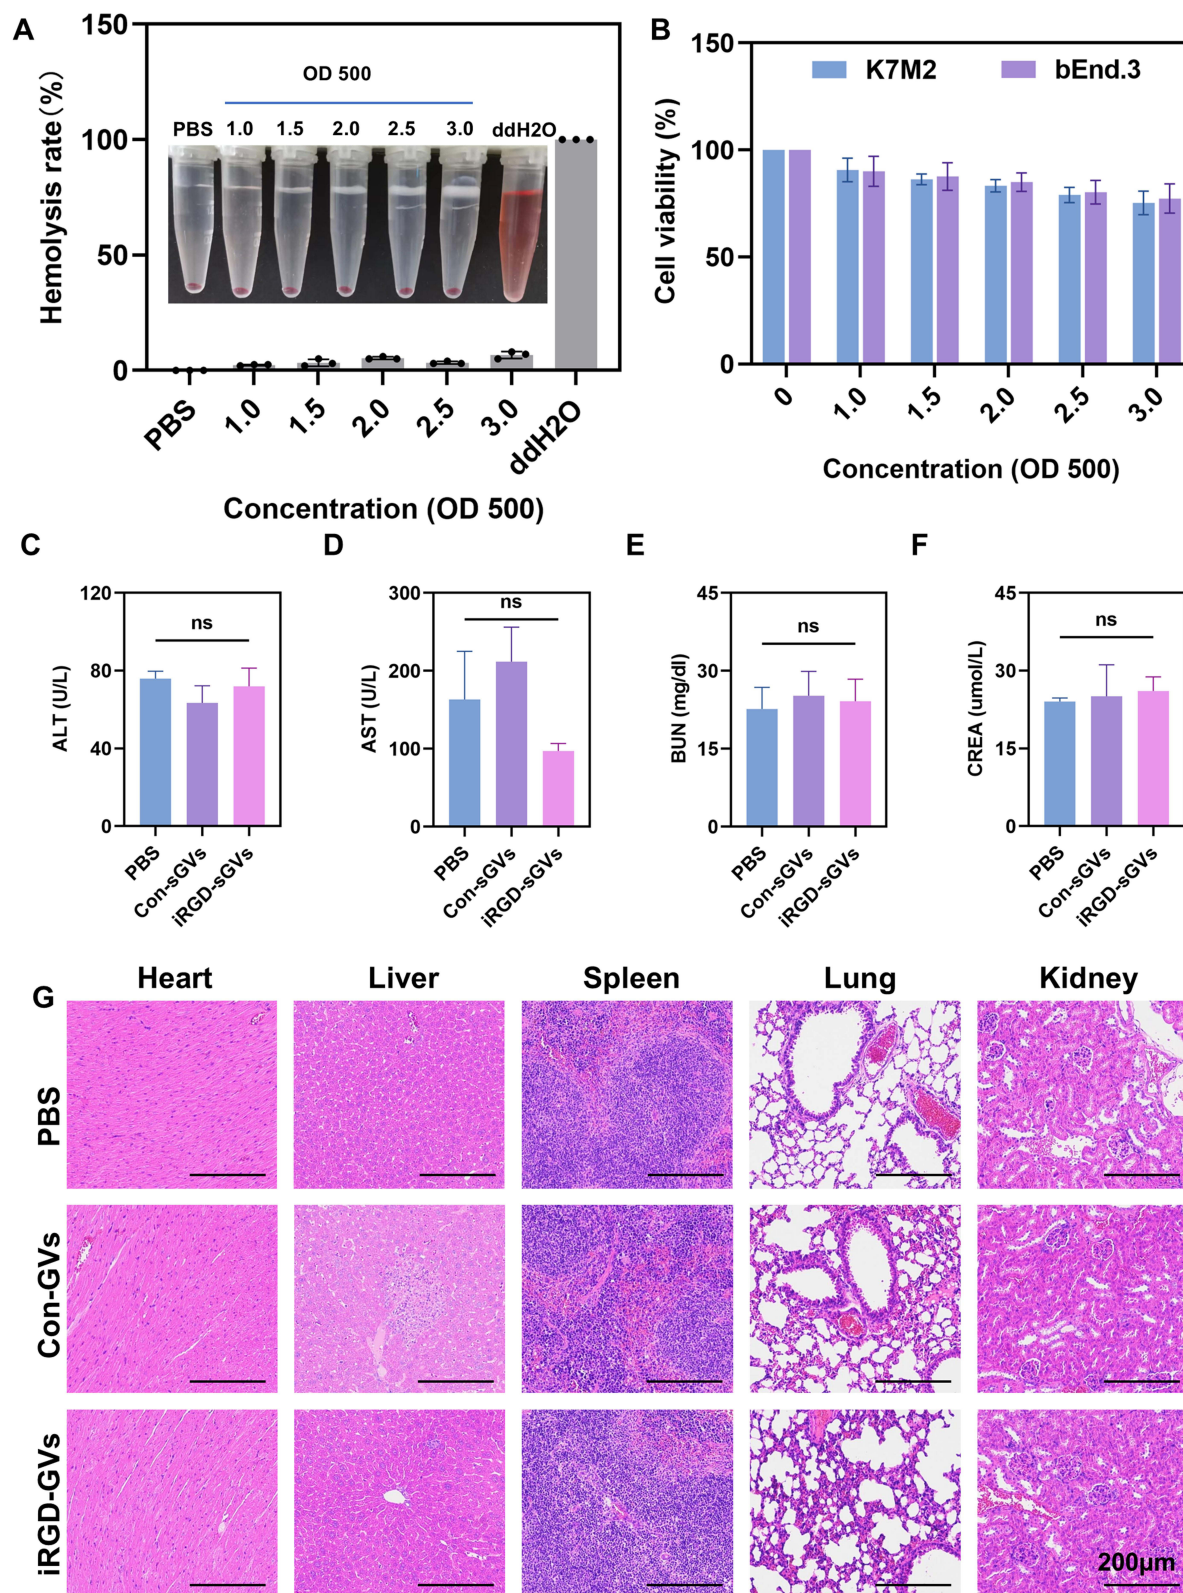 A
150
100
50
0
Hemolysis rate (%)
OD 500
PBS 1.0 1.5 2.0 2.5 3.0 ddH2O
PBS 1.0 1.5 2.0 2.5 3.0 ddH2O
Concentration (OD 500)
B
150
100
50
0
Cell viability (%)
K7M2 bEnd.3
0 1.0 1.5 2.0 2.5 3.0
Concentration (OD 500)
C
120
80
40
0
ALT (U/L)
ns
PBS Con-sGVs iRGD-sGVs
D
300
200
100
0
AST (U/L)
ns
PBS Con-sGVs iRGD-sGVs
E
45
30
15
0
BUN (mg/dl)
ns
PBS Con-sGVs iRGD-sGVs
F
45
30
15
0
CREA (umol/L)
ns
PBS Con-sGVs iRGD-sGVs
G
Heart Liver Spleen Lung Kidney
PBS
Con-GVs
iRGD-GVs
200μm